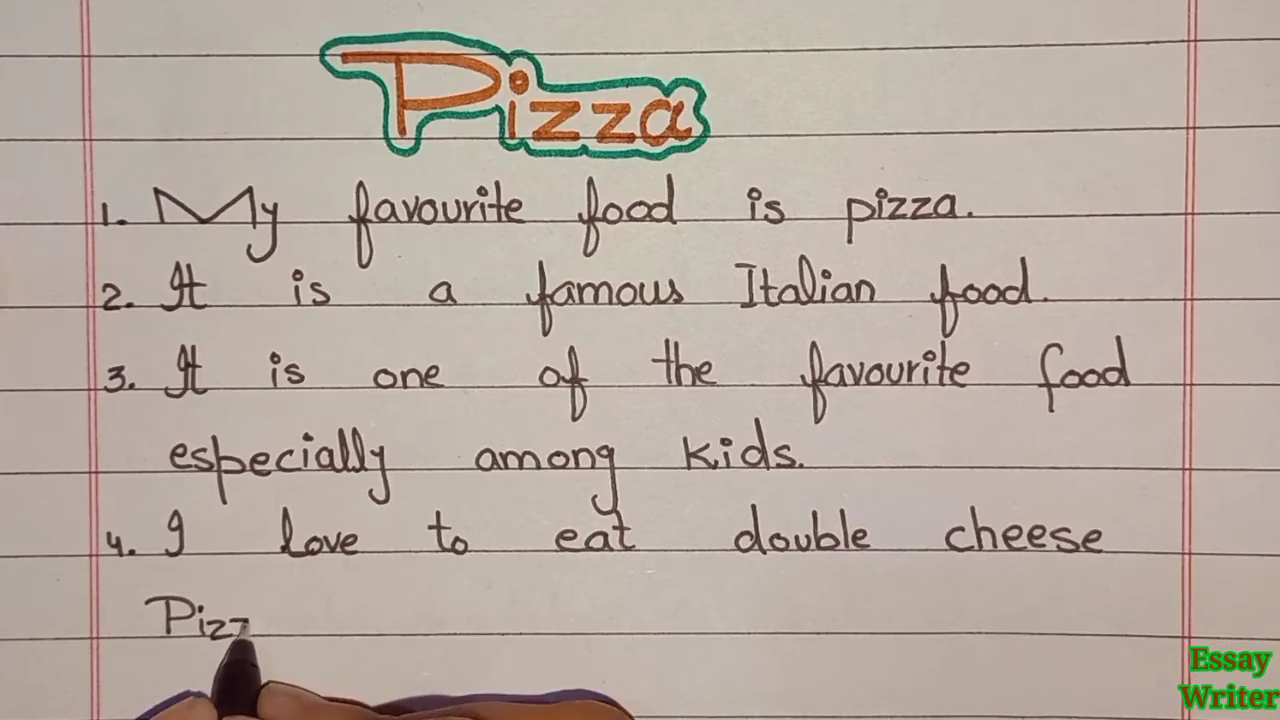 Pizza
1. My favourite food is pizza.
2. It is a famous Italian food.
3. It is one of the favourite food
especially among kids.
4. I love to eat double cheese
Pizz
Essay
Writer